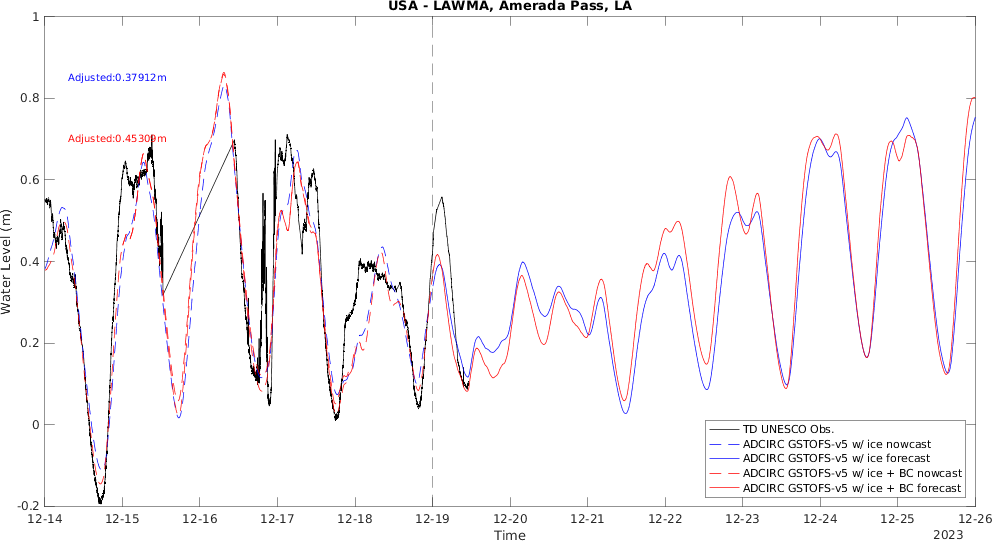 USA - LAWMA, Amerada Pass, LA
Adjusted:0.37912m
Adjusted:0.45309m
Water Level (m)
1
0.8
0.6
0.4
0.2
0
-0.2
12-14 12-15 12-16 12-17 12-18 12-19 12-20 12-21 12-22 12-23 12-24 12-25 12-26
Time
2023
TD UNESCO Obs.
ADCIRC GSTOFS-v5 w/ ice nowcast
ADCIRC GSTOFS-v5 w/ ice forecast
ADCIRC GSTOFS-v5 w/ ice + BC nowcast
ADCIRC GSTOFS-v5 w/ ice + BC forecast